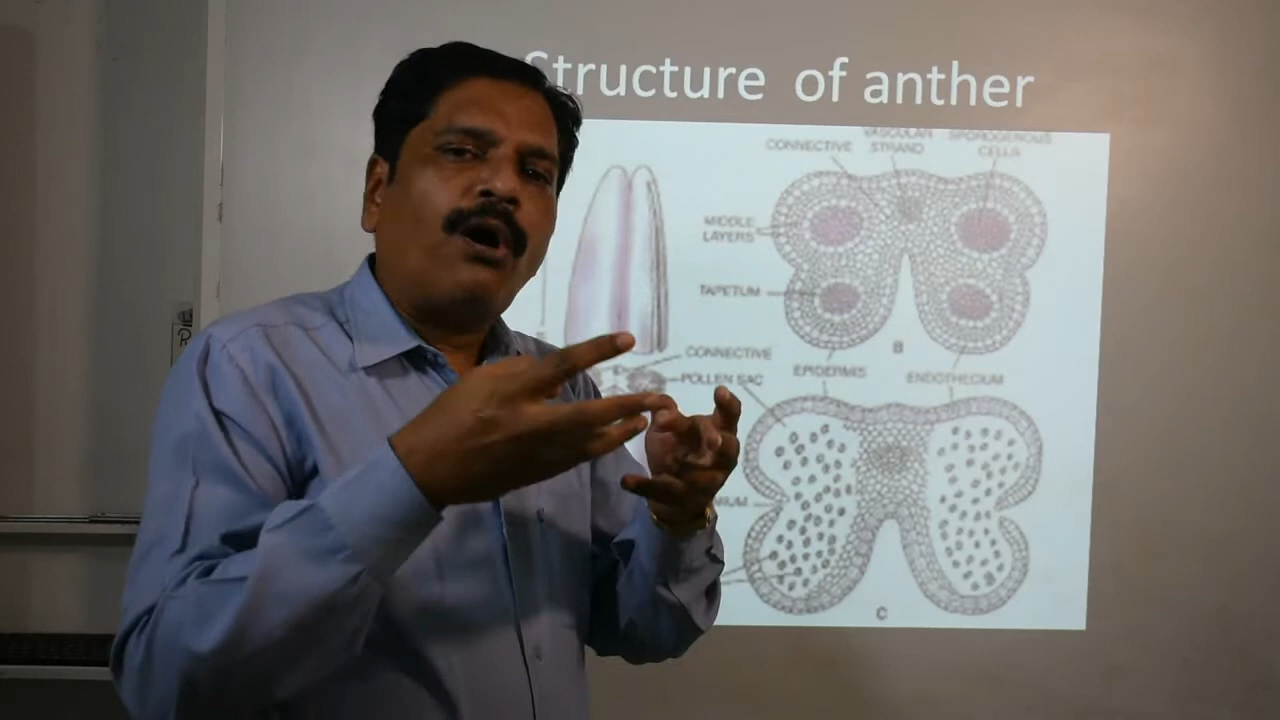 Structure of anther
CONNECTIVE
VASCULAR
STRAND
SPOROGENOUS
CELLS
MIDDLE
LAYERS
TAPETUM
B
CONNECTIVE
POLLEN SAC
EPIDERMIS
ENDOTHECIUM
C
R